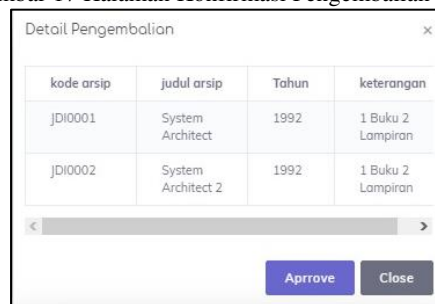 Detail Pengembalian
×
kode arsip judul arsip Tahun keterangan
JDI0001 System Architect 1992 1 Buku 2 Lampiran
JDI0002 System Architect 2 1992 1 Buku 2 Lampiran
Aprrove Close